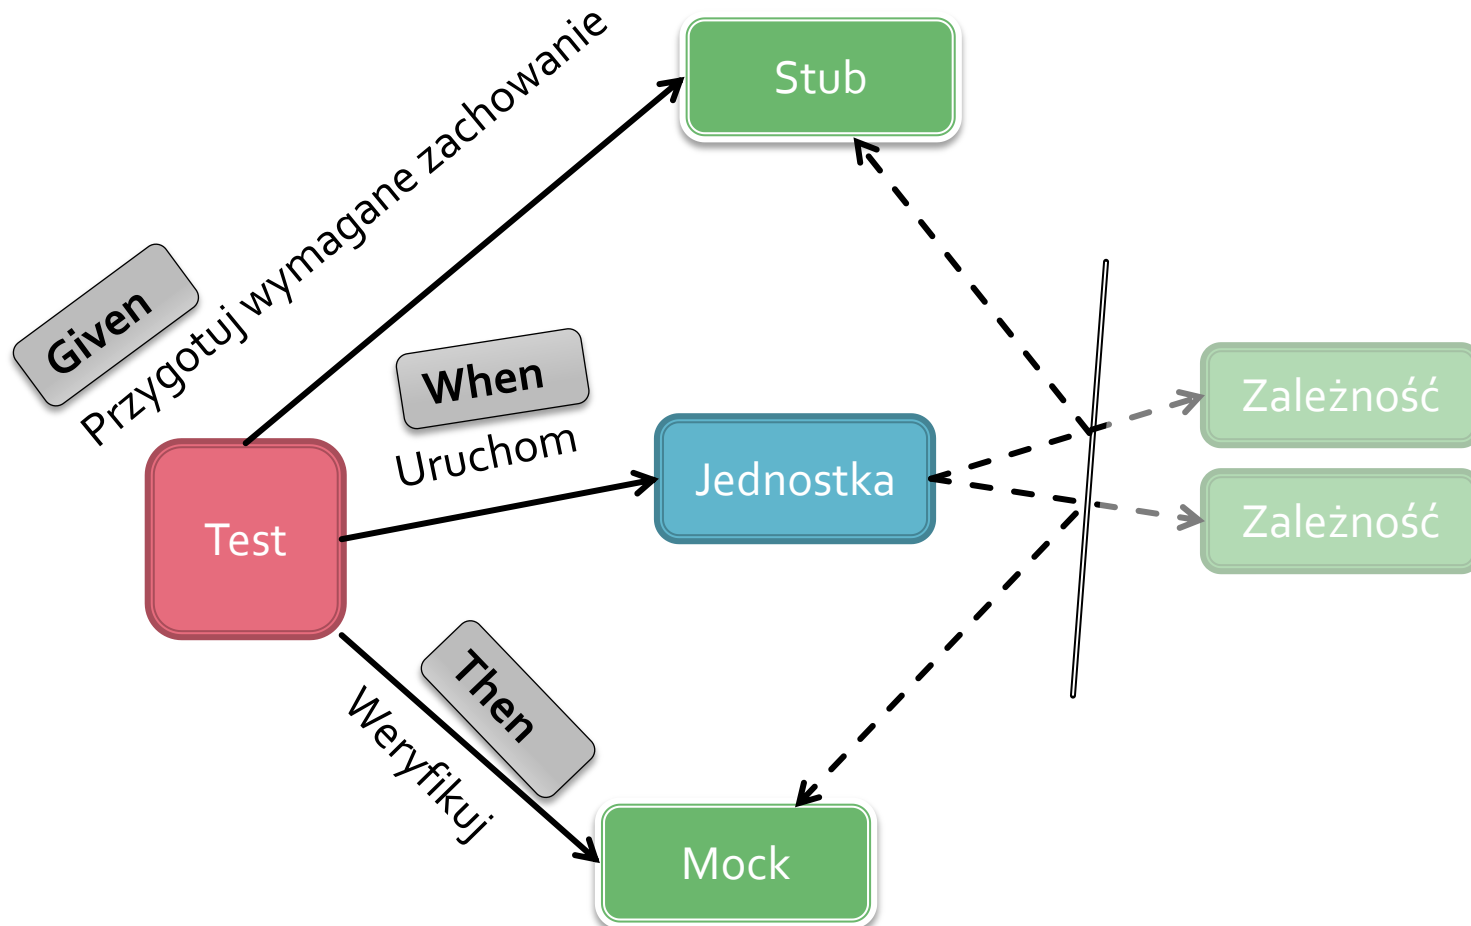 Stub
Given
Przygotuj wymagane zachowanie
When
Uruchom
Zależność
Jednostka
Zależność
Test
Then
Weryfikuj
Mock